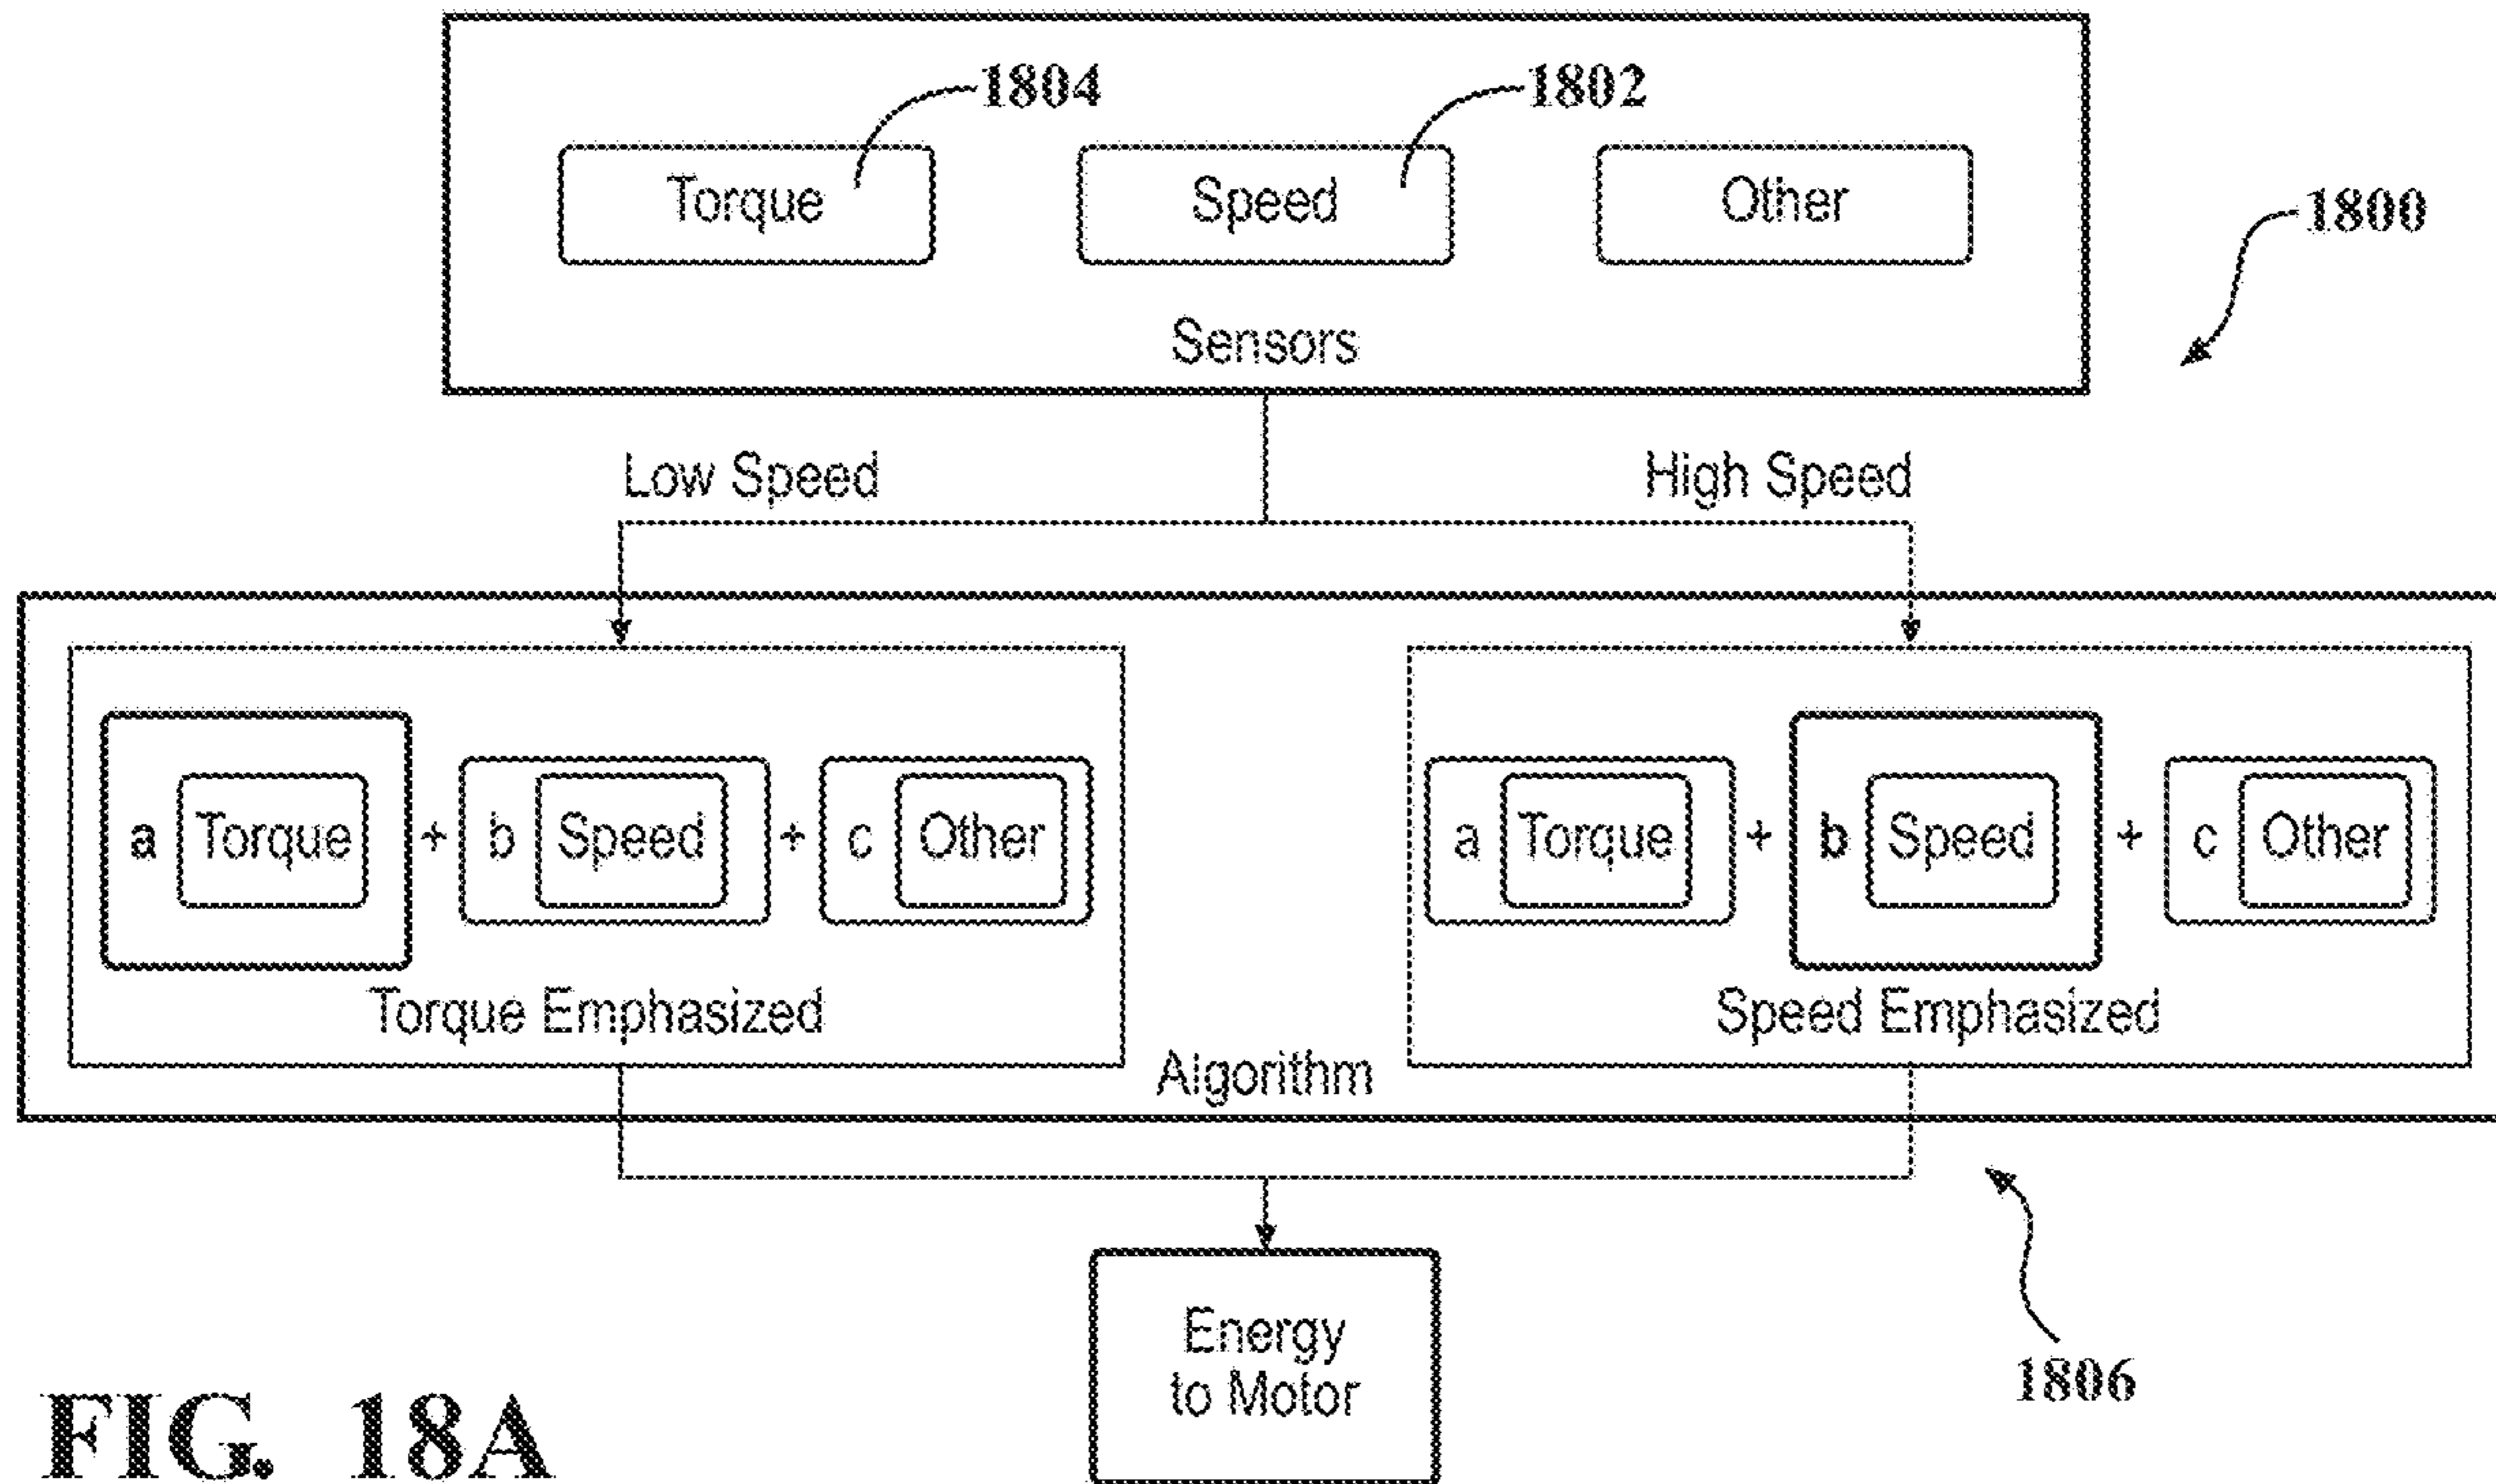 1804
1802
Torque
Speed
Other
1800
Sensors
Low Speed
High Speed
a Torque + b Speed + c Other
a Torque + b Speed + c Other
Torque Emphasized
Speed Emphasized
Algorithm
Energy
to Motor
1806
FIG. 18A